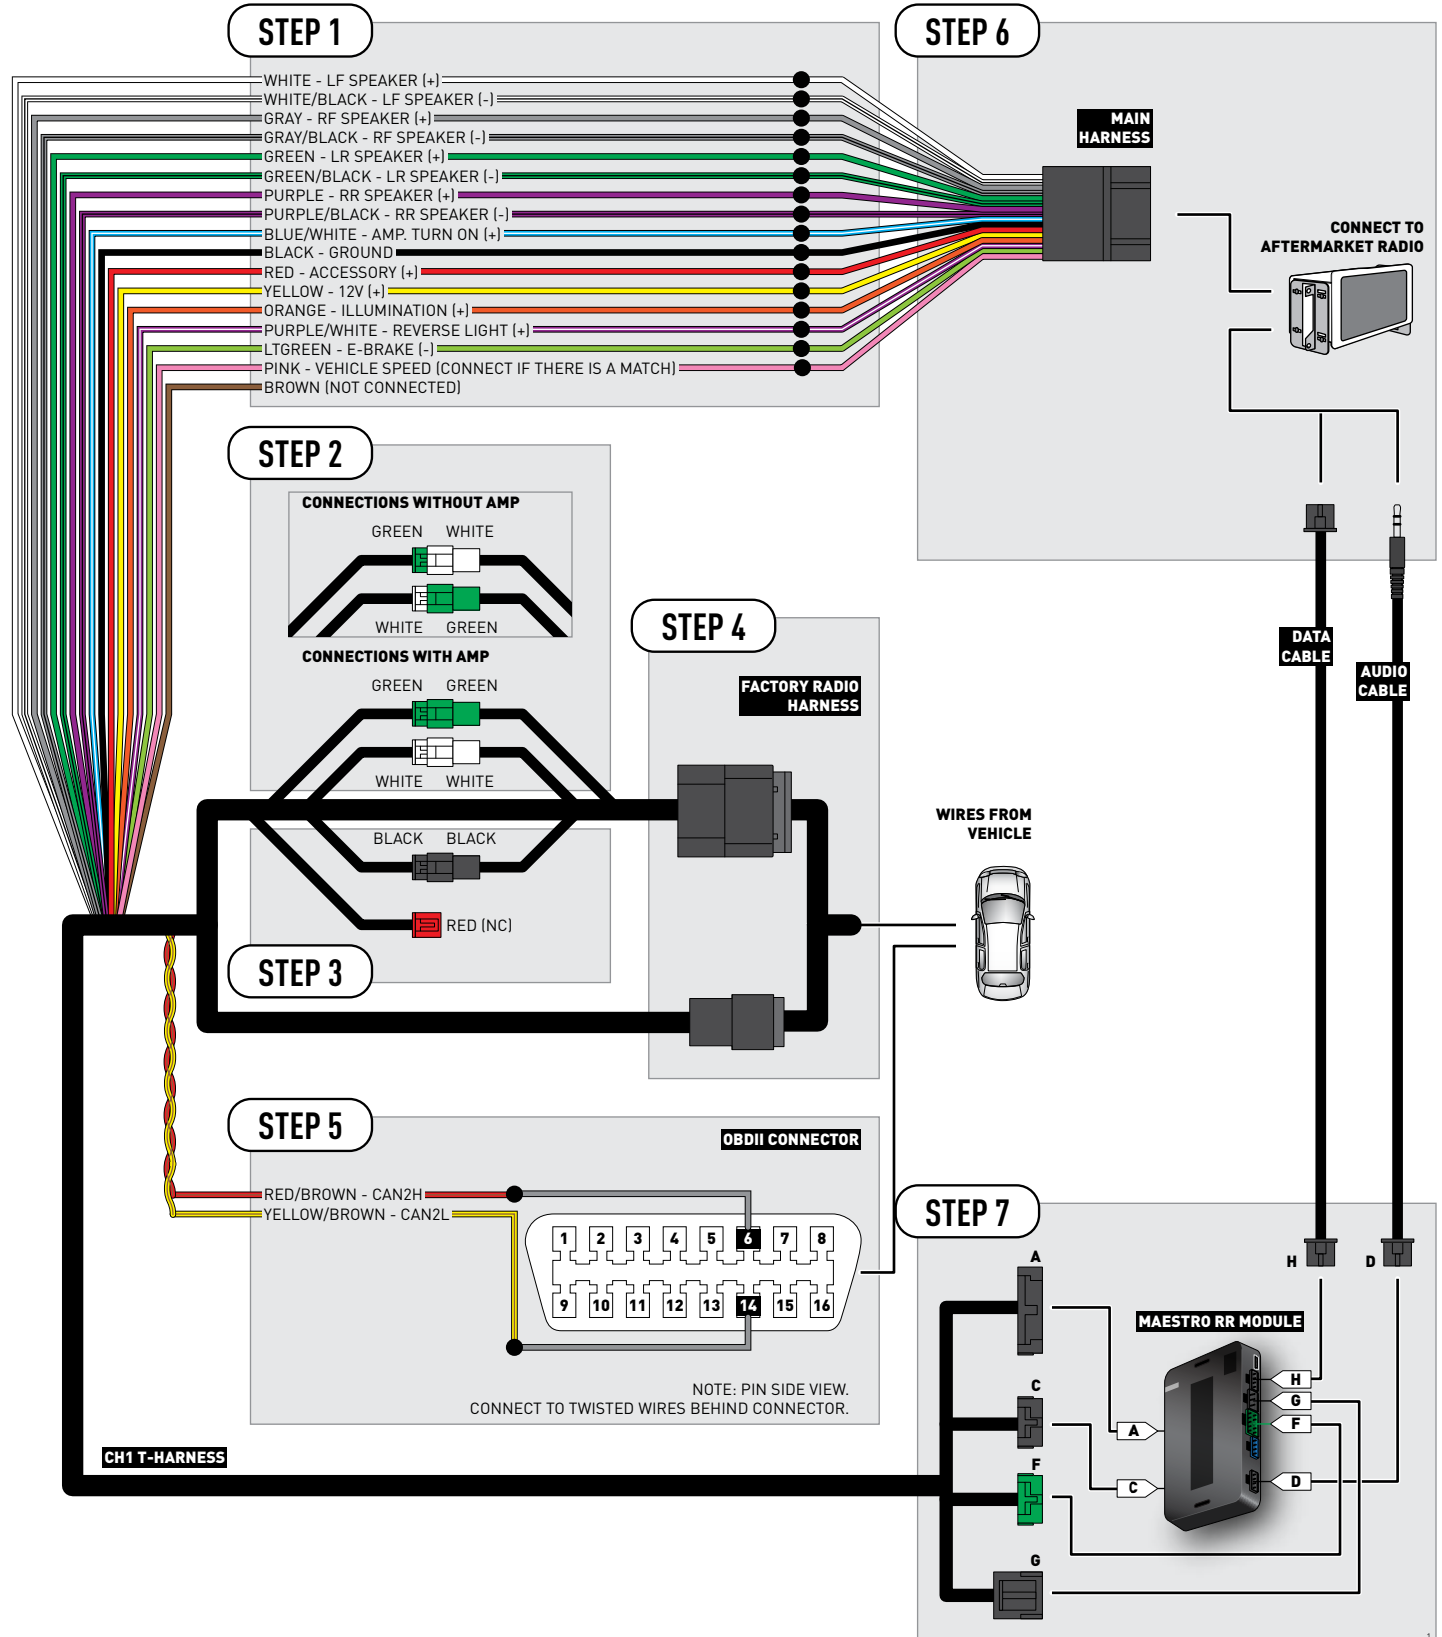 STEP 1
WHITE - LF SPEAKER (+)
WHITE/BLACK - LF SPEAKER (-)
GRAY - RF SPEAKER (+)
GRAY/BLACK - RF SPEAKER (-)
GREEN - LR SPEAKER (+)
GREEN/BLACK - LR SPEAKER (-)
PURPLE - RR SPEAKER (+)
PURPLE/BLACK - RR SPEAKER (-)
BLUE/WHITE - AMP. TURN ON (+)
BLACK - GROUND
RED - ACCESSORY (+)
YELLOW - 12V (+)
ORANGE - ILLUMINATION (+)
PURPLE/WHITE - REVERSE LIGHT (+)
LTGREEN - E-BRAKE (-)
PINK - VEHICLE SPEED (CONNECT IF THERE IS A MATCH)
BROWN (NOT CONNECTED)
STEP 6
MAIN
HARNESS
CONNECT TO
AFTERMARKET RADIO
DATA
CABLE
AUDIO
CABLE
STEP 2
CONNECTIONS WITHOUT AMP
GREEN WHITE
WHITE GREEN
CONNECTIONS WITH AMP
GREEN GREEN
WHITE WHITE
BLACK BLACK
RED (NC)
STEP 3
STEP 4
FACTORY RADIO
HARNESS
WIRES FROM
VEHICLE
STEP 5
OBDII CONNECTOR
RED/BROWN - CAN2H
YELLOW/BROWN - CAN2L
1 2 3 4 5 6 7 8
9 10 11 12 13 14 15 16
NOTE: PIN SIDE VIEW.
CONNECT TO TWISTED WIRES BEHIND CONNECTOR.
CH1 T-HARNESS
STEP 7
H D
A
C
F
G
MAESTRO RR MODULE
H
G
F
D
A
C
1